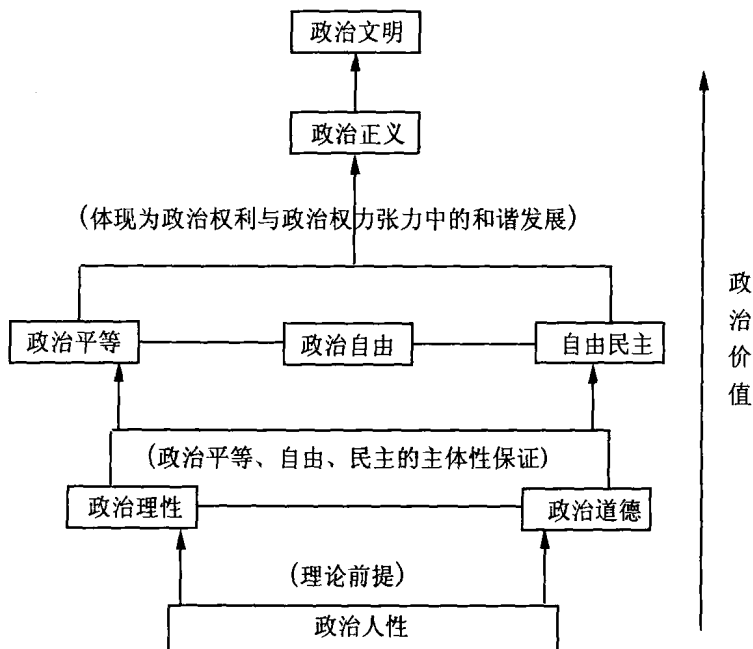 政治文明
政治正义
(体现为政治权利与政治权力张力中的和谐发展)
政治平等
政治自由
自由民主
(政治平等、自由、民主的主体性保证)
政治理性
政治道德
(理论前提)
政治人性
政治价值